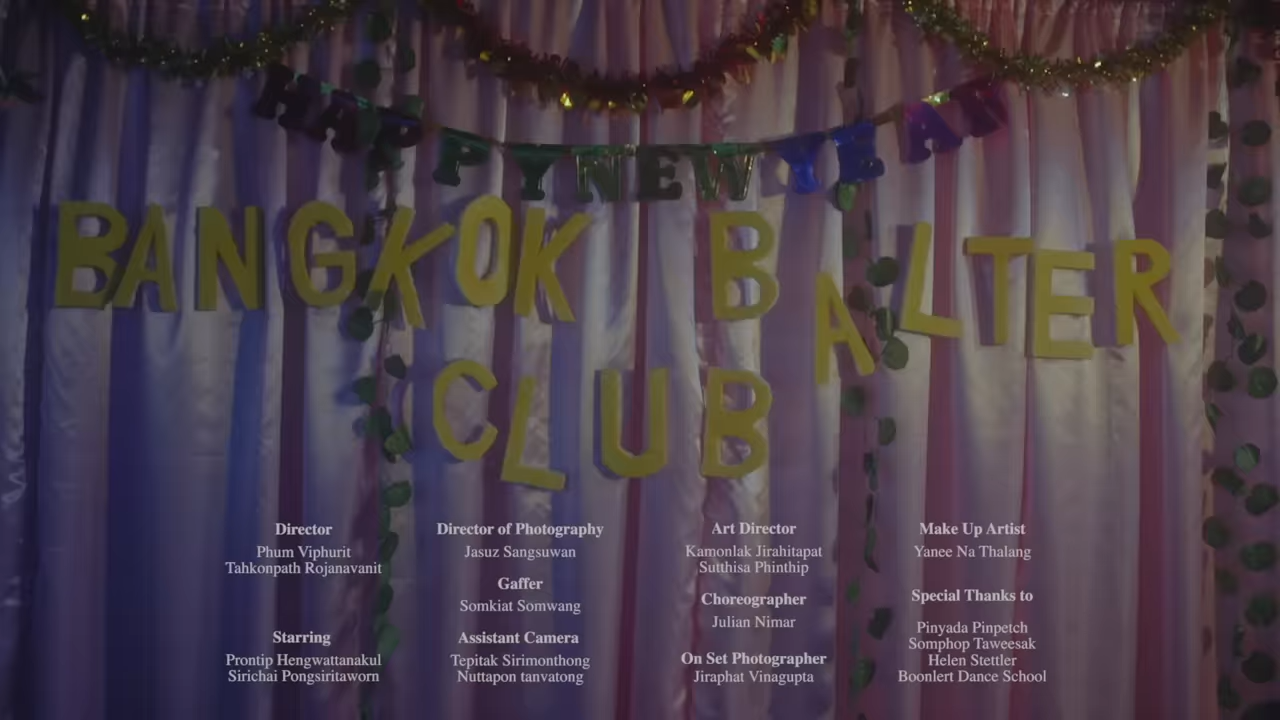 HAPPY NEW YEAR
BANGKOK BALTER
CLUB
Director
Phum Viphurit
Tahkonpath Rojanavanit
Starring
Prontip Hengwattanakul
Sirichai Pongsiritaworn
Director of Photography
Jasuz Sangsuwan
Gaffer
Somkiat Somwang
Assistant Camera
Tepitak Sirimonthong
Nuttapon tanvatong
Art Director
Kamonlak Jirahitapat
Sutthisa Phinthip
Choreographer
Julian Nimar
On Set Photographer
Jiraphat Vinagupta
Make Up Artist
Yanee Na Thalang
Special Thanks to
Pinyada Pinpetch
Somphop Taweesak
Helen Stettler
Boonlert Dance School